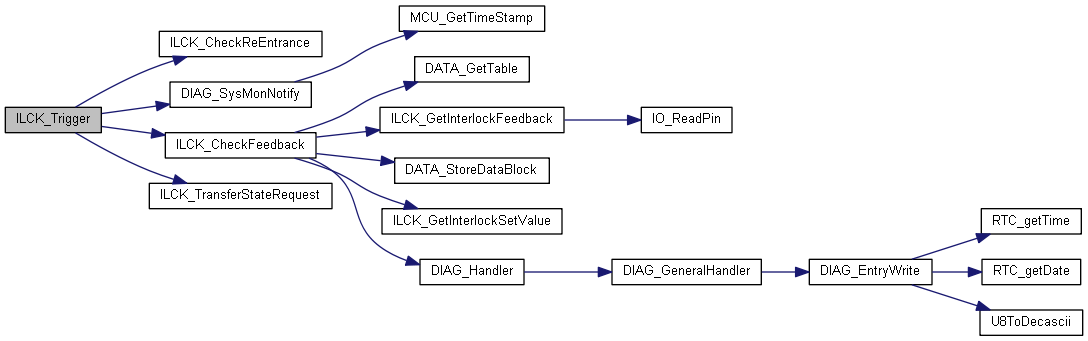 MCU_GetTimeStamp
ILCK_CheckReEntrance
DATA_GetTable
DIAG_SysMonNotify
ILCK_Trigger
ILCK_GetInterlockFeedback
IO_ReadPin
ILCK_CheckFeedback
DATA_StoreDataBlock
ILCK_TransferStateRequest
ILCK_GetInterlockSetValue
RTC_getTime
DIAG_Handler
DIAG_GeneralHandler
DIAG_EntryWrite
RTC_getDate
U8ToDecascii